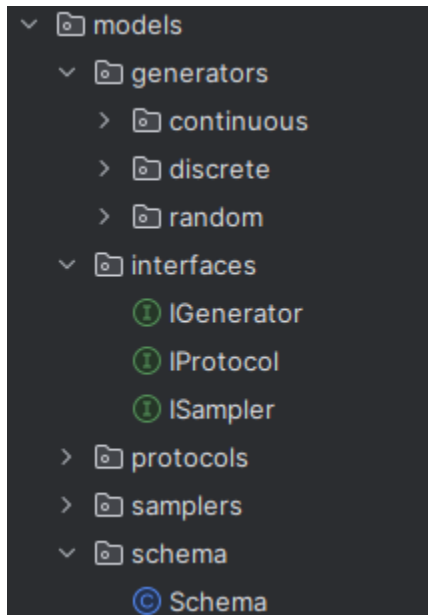 models
generators
continuous
discrete
random
interfaces
IGenerator
IProtocol
ISampler
protocols
samplers
schema
Schema